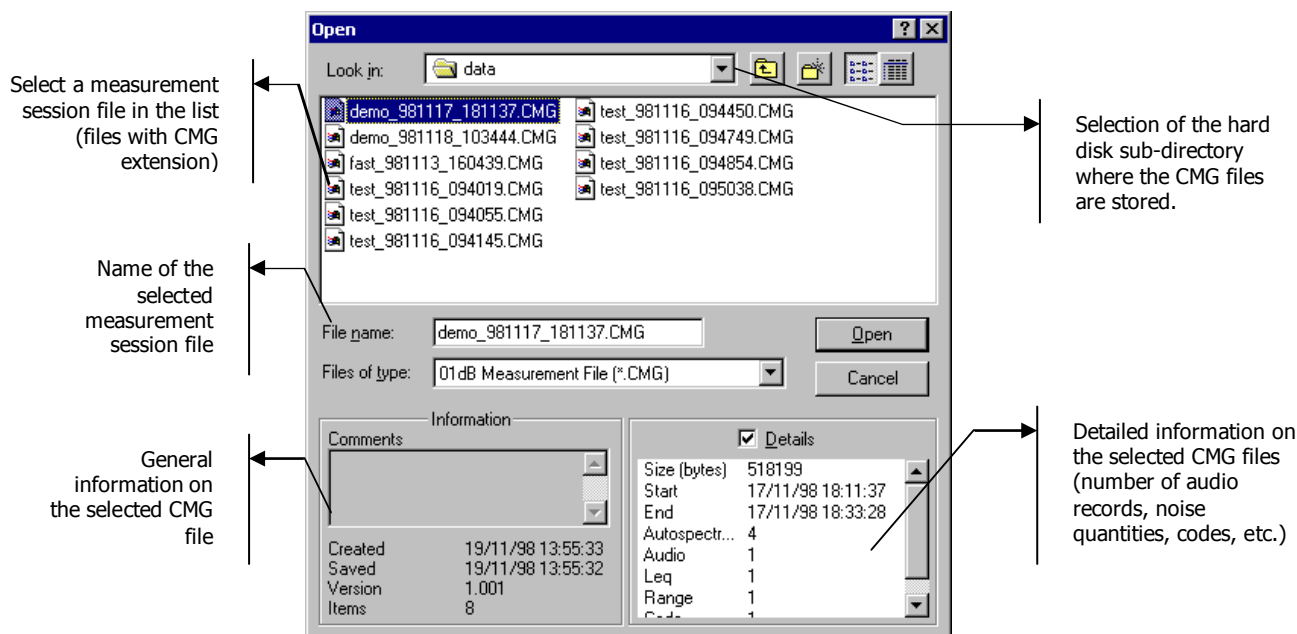 Open
Look in:
data
demo_981117_181137.CMG
demo_981118_103444.CMG
fast_981113_160439.CMG
test_981116_094019.CMG
test_981116_094055.CMG
test_981116_094145.CMG
test_981116_094450.CMG
test_981116_094749.CMG
test_981116_094854.CMG
test_981116_095038.CMG
File name:
demo_981117_181137.CMG
Open
Files of type:
01dB Measurement File (*.CMG)
Cancel
Information
Comments
Created 19/11/98 13:55:33
Saved 19/11/98 13:55:32
Version 1.001
Items 8
Details
Size (bytes) 518199
Start 17/11/98 18:11:37
End 17/11/98 18:33:28
Autospectr... 4
Audio 1
Leq 1
Range 1
Select a measurement
session file in the list
(files with CMG
extension)
Name of the
selected
measurement
session file
General
information on
the selected CMG
file
Selection of the hard
disk sub-directory
where the CMG files
are stored.
Detailed information on
the selected CMG files
(number of audio
records, noise
quantities, codes, etc.)